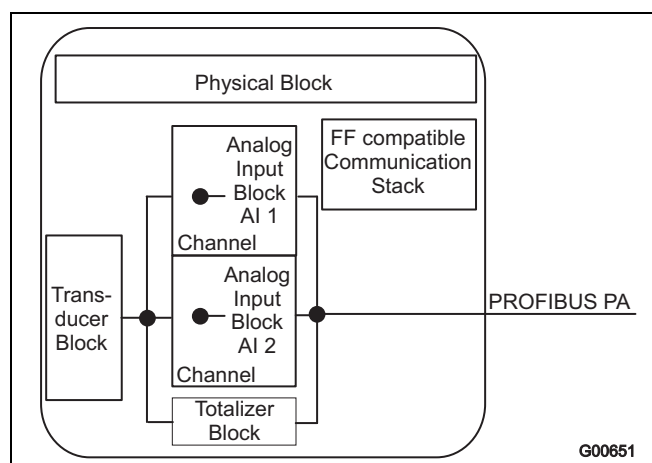 Physical Block
Analog
Input
Block
AI 1
Channel
FF compatible
Communication
Stack
Trans-
ducer
Block
Analog
Input
Block
AI 2
Channel
PROFIBUS PA
Totalizer
Block
G00651